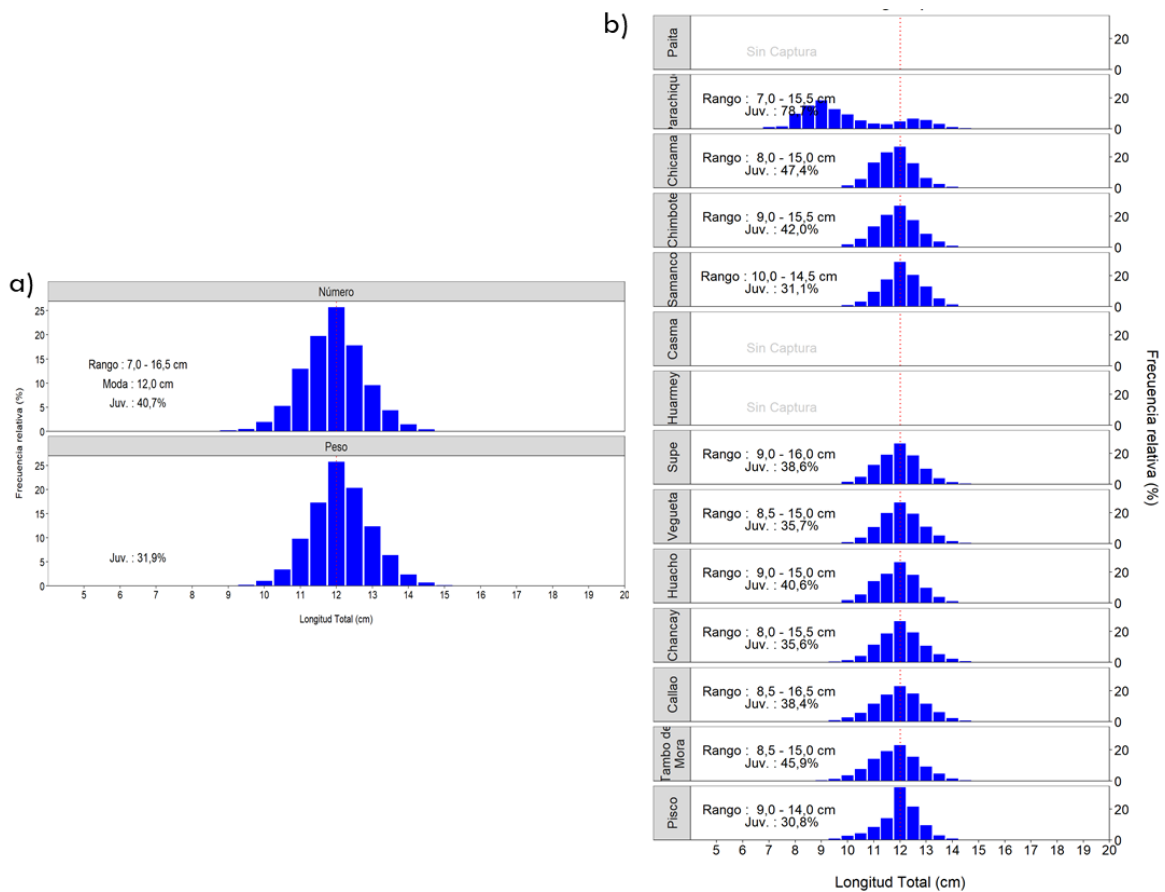 a)
Número
Frecuencia relativa (%)
25
20
15
10
5
0
Rango : 7,0 - 16,5 cm
Moda : 12,0 cm
Juv. : 40,7%
Peso
25
20
15
10
5
0
Juv. : 31,9%
5 6 7 8 9 10 11 12 13 14 15 16 17 18 19 20
Longitud Total (cm)
b)
Paita
Sin Captura
20
0
Parachique
Rango : 7,0 - 15,5 cm
Juv. : 78,7%
20
0
Chicama
Rango : 8,0 - 15,0 cm
Juv. : 47,4%
20
0
Chimbote
Rango : 9,0 - 15,5 cm
Juv. : 42,0%
20
0
Samanco
Rango : 10,0 - 14,5 cm
Juv. : 31,1%
20
0
Casma
Sin Captura
20
0
Huarmey
Sin Captura
20
0
Supe
Rango : 9,0 - 16,0 cm
Juv. : 38,6%
20
0
Vegueta
Rango : 8,5 - 15,0 cm
Juv. : 35,7%
20
0
Huacho
Rango : 9,0 - 15,0 cm
Juv. : 40,6%
20
0
Chancay
Rango : 8,0 - 15,5 cm
Juv. : 35,6%
20
0
Callao
Rango : 8,5 - 16,5 cm
Juv. : 38,4%
20
0
Tambo de
Mora
Rango : 8,5 - 15,0 cm
Juv. : 45,9%
20
0
Pisco
Rango : 9,0 - 14,0 cm
Juv. : 30,8%
20
0
Frecuencia relativa (%)
5 6 7 8 9 10 11 12 13 14 15 16 17 18 19 20
Longitud Total (cm)